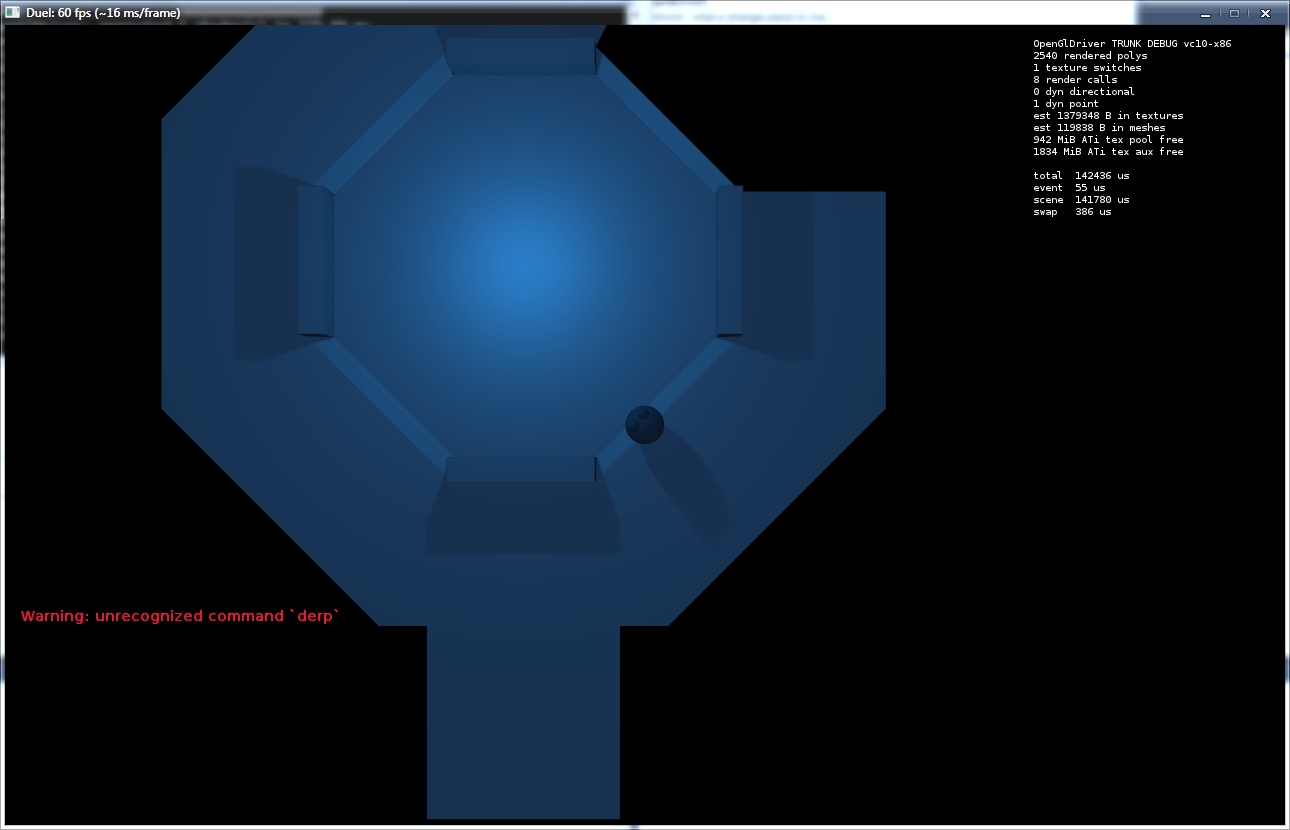 Duel: 60 fps (~16 ms/frame)
OpenGlDriver TRUNK DEBUG vc10-x86
2540 rendered polys
1 texture switches
8 render calls
0 dyn directional
1 dyn point
est 1379348 B in textures
est 119838 B in meshes
942 MiB ATi tex pool free
1834 MiB ATi tex aux free
total 142436 us
event 55 us
scene 141780 us
swap 386 us
Warning: unrecognized command `derp`